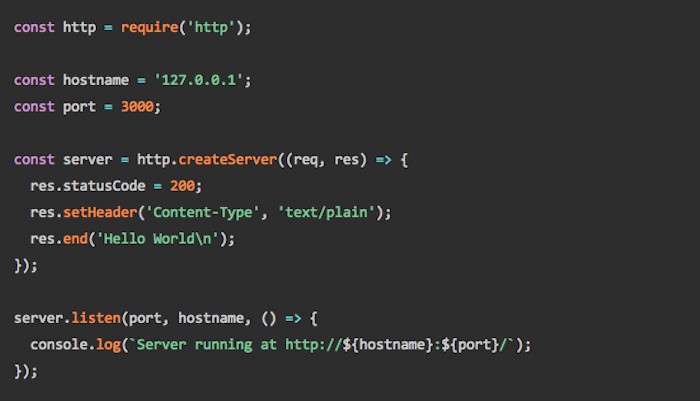 const http = require('http');
const hostname = '127.0.0.1';
const port = 3000;
const server = http.createServer((req, res) => {
  res.statusCode = 200;
  res.setHeader('Content-Type', 'text/plain');
  res.end('Hello World\n');
});
server.listen(port, hostname, () => {
  console.log(`Server running at http://${hostname}:${port}/`);
});